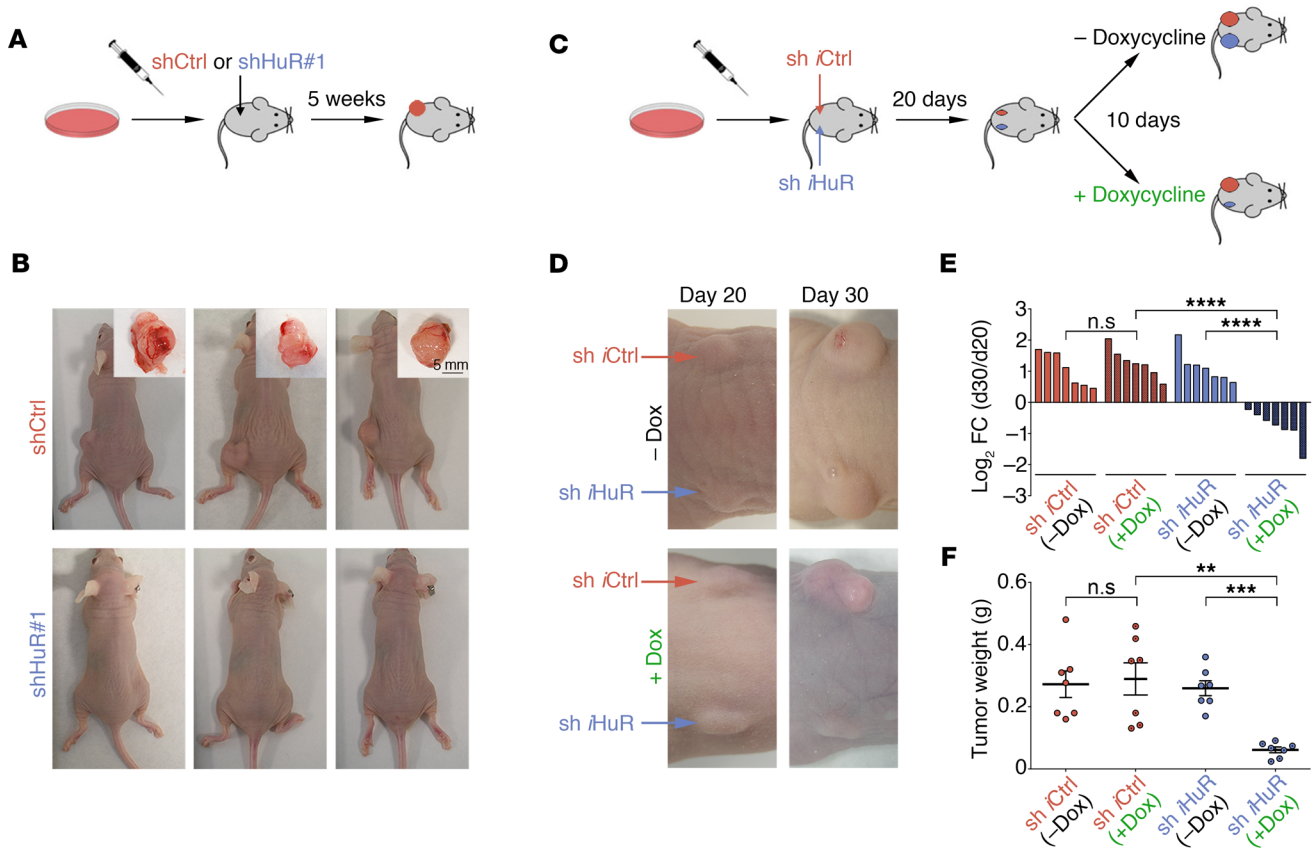 A
shCtrl or shHuR#1
5 weeks
B
shCtrl
5 mm
shHuR#1
C
sh iCtrl
sh iHuR
20 days
– Doxycycline
10 days
+ Doxycycline
D
Day 20 Day 30
– Dox
sh iCtrl
sh iHuR
+ Dox
sh iCtrl
sh iHuR
E
Log2 FC (d30/d20)
3
2
1
0
–1
–2
–3
n.s
****
****
sh iCtrl
(–Dox)
sh iCtrl
(+Dox)
sh iHuR
(–Dox)
sh iHuR
(+Dox)
F
Tumor weight (g)
0.6
0.4
0.2
0
n.s
**
***
sh iCtrl
(–Dox)
sh iCtrl
(+Dox)
sh iHuR
(–Dox)
sh iHuR
(+Dox)